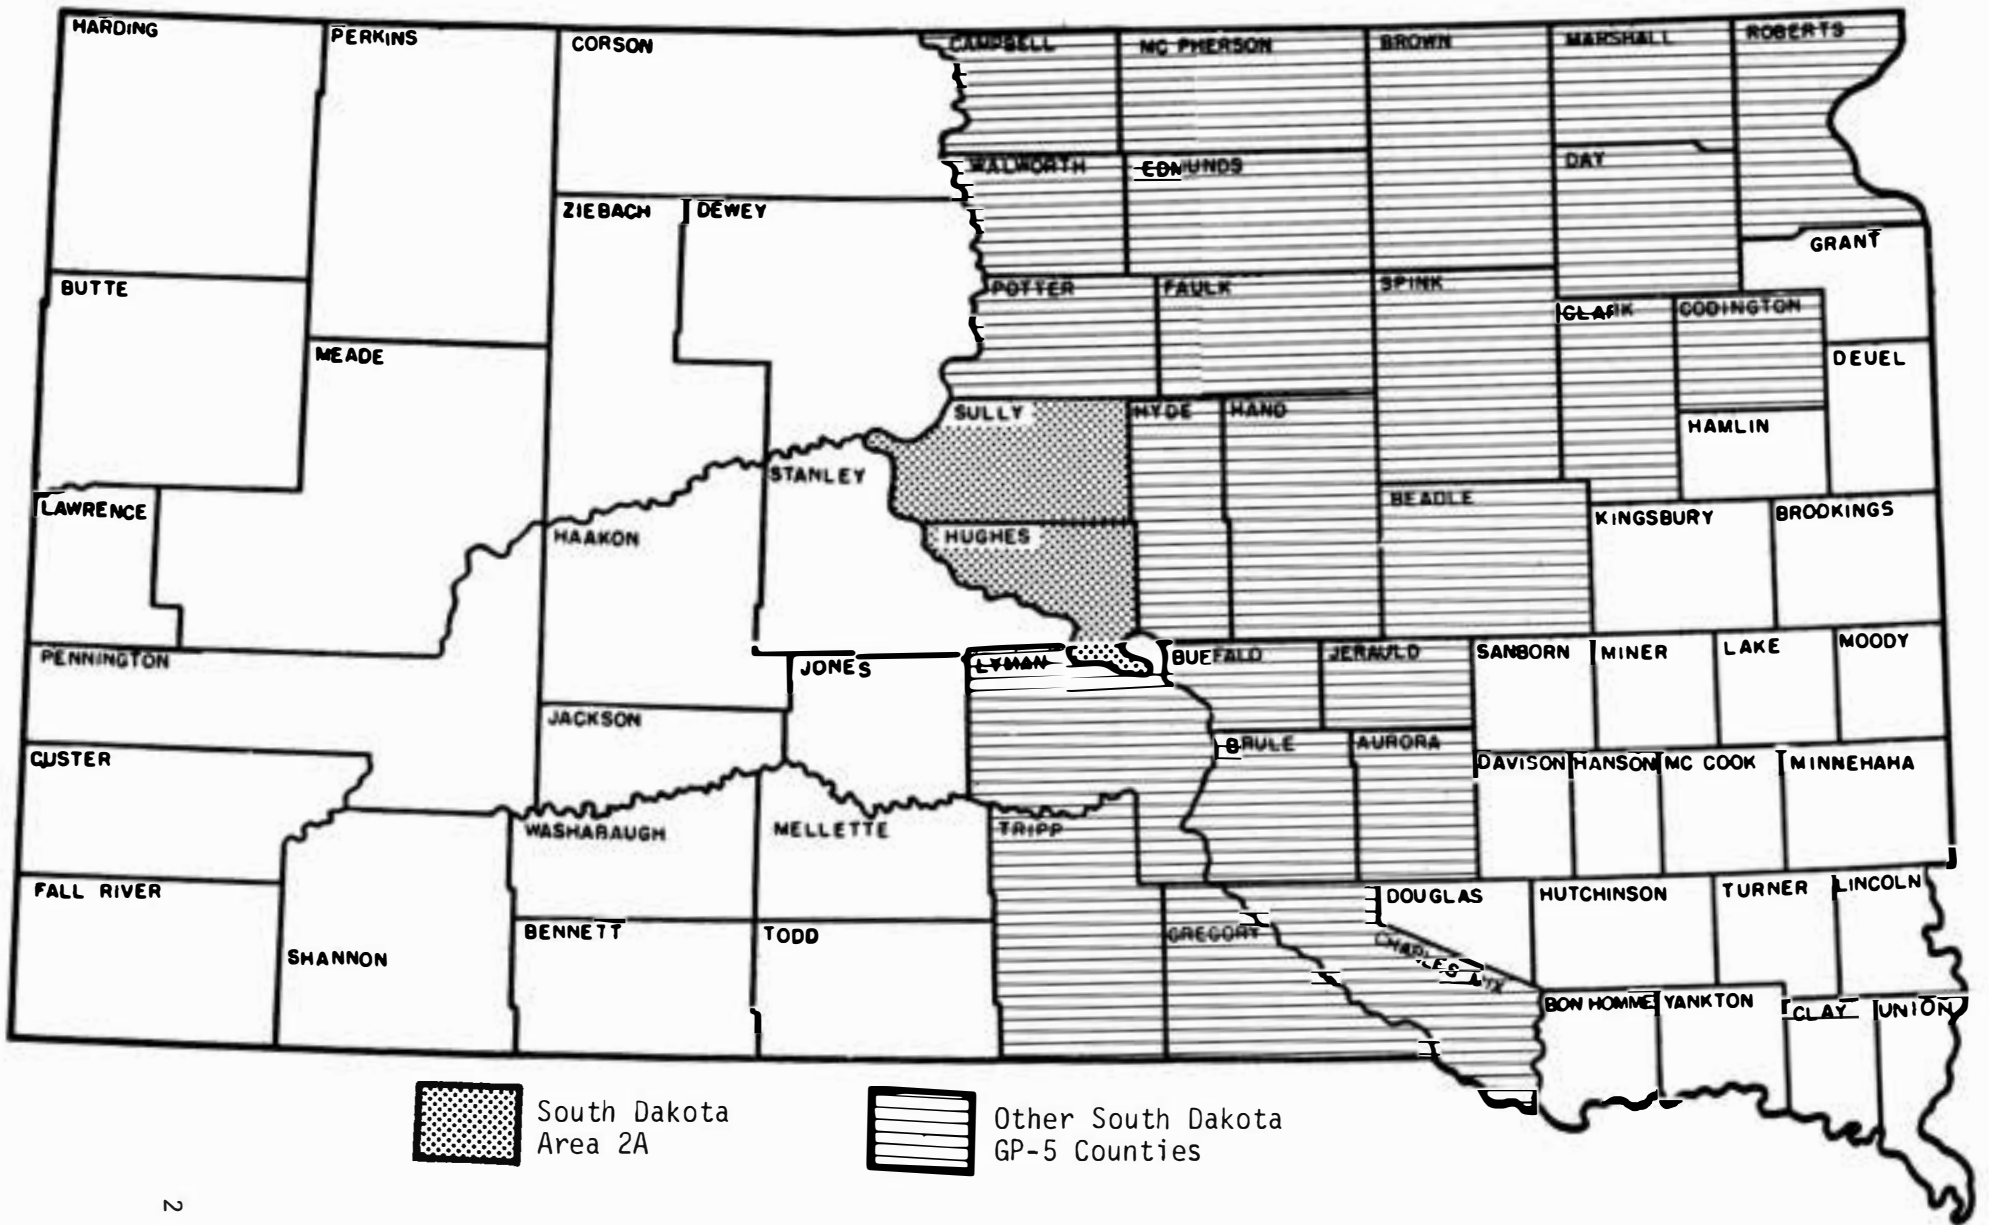 HARDING
PERKINS
CORSON
CAMPBELL
MC PHERSON
BROWN
MARSHALL
ROBERTS
WALWORTH
EDMUNDS
DAY
ZIEBACH
DEWEY
GRANT
BUTTE
POTTER
FAULK
SPINK
CLARK
CODINGTON
MEADE
DEUEL
SULLY
HYDE
HAND
HAMLIN
STANLEY
BEADLE
LAWRENCE
KINGSBURY
BROOKINGS
HAAKON
HUGHES
PENNINGTON
JONES
LYMAN
BUFFALO
JERAULD
SANBORN
MINER
LAKE
MOODY
JACKSON
CUSTER
BRULE
AURORA
DAVISON
HANSON
MC COOK
MINNEHAHA
WASHABAUGH
MELLETTE
TRIPP
FALL RIVER
DOUGLAS
HUTCHINSON
TURNER
LINCOLN
SHANNON
BENNETT
TODD
GREGORY
CHARLES MIX
BON HOMME
YANKTON
CLAY
UNION
South Dakota
Area 2A
Other South Dakota
GP-5 Counties
2